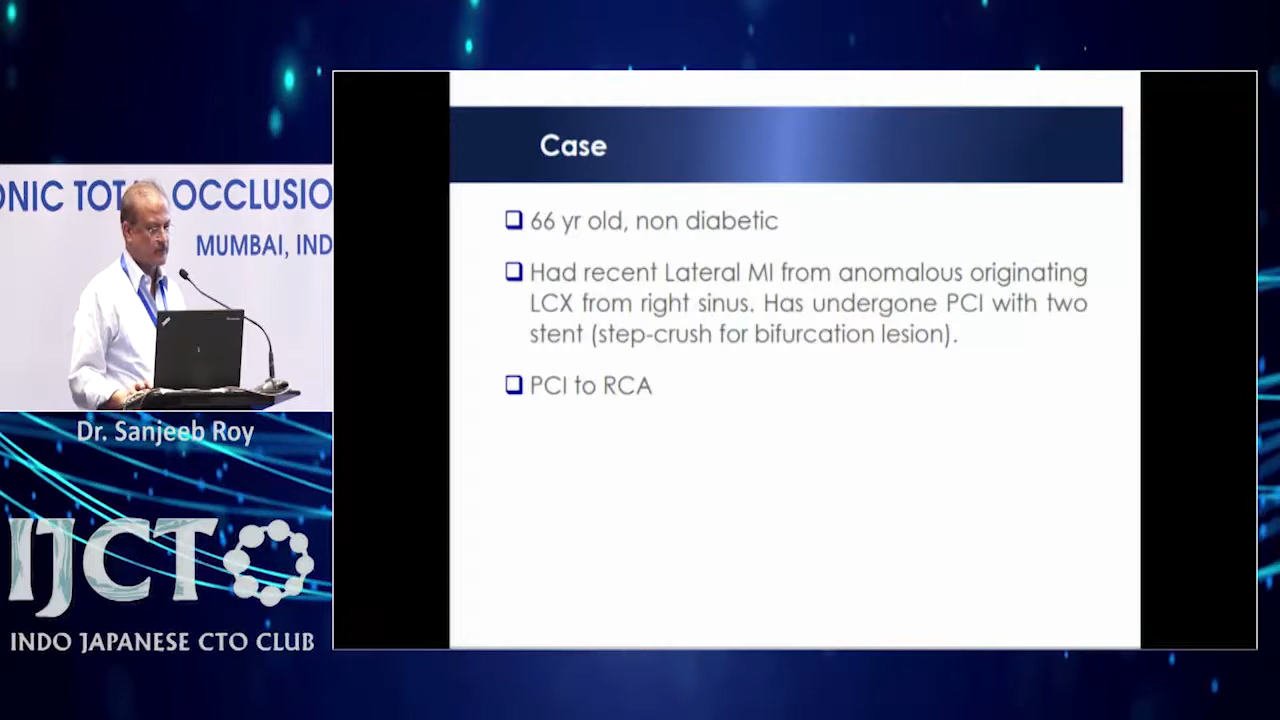 ONIC TOT OCCLUSIO
MUMBAI, IND
Dr. Sanjeeb Roy
IJCTO
INDO JAPANESE CTO CLUB
Case
66 yr old, non diabetic
Had recent Lateral MI from anomalous originating
LCX from right sinus. Has undergone PCI with two
stent (step-crush for bifurcation lesion).
PCI to RCA